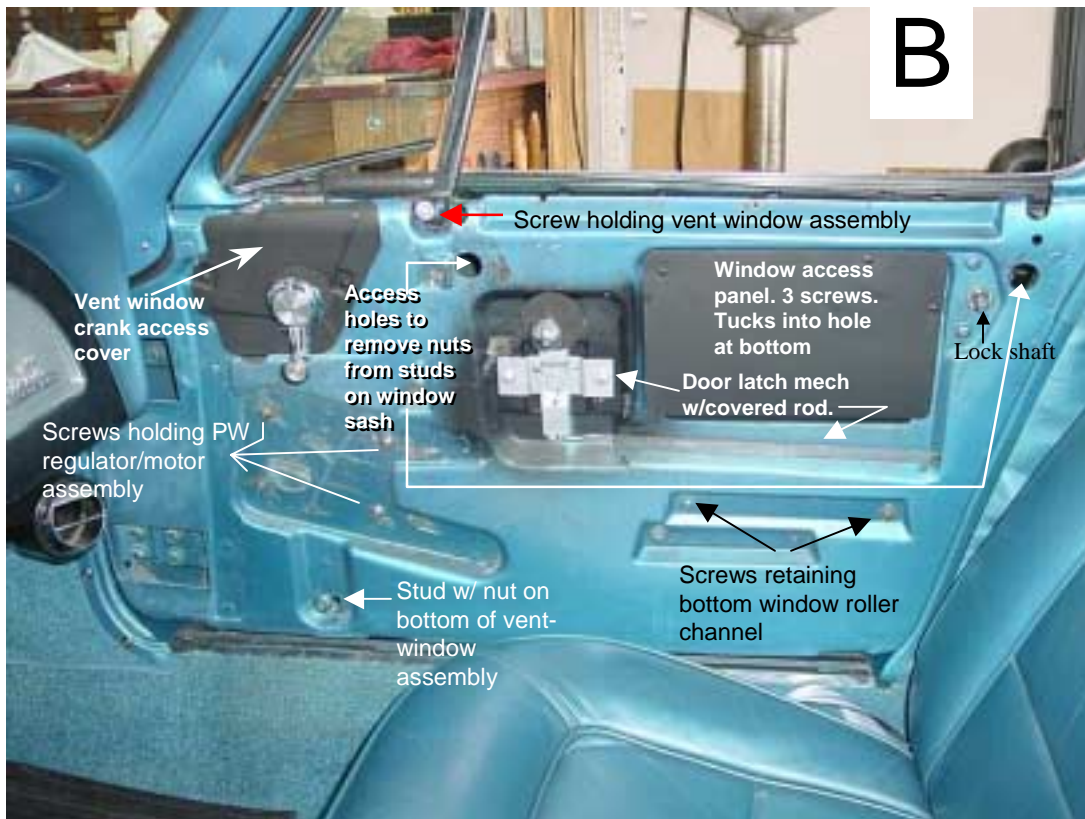 B
Screw holding vent window assembly
Vent window
crank access
cover
Access
holes to
remove nuts
from studs
on window
sash
Window access
panel. 3 screws.
Tucks into hole
at bottom
Lock shaft
Door latch mech
w/covered rod.
Screws holding PW
regulator/motor
assembly
Stud w/ nut on
bottom of vent-
window
assembly
Screws retaining
bottom window roller
channel